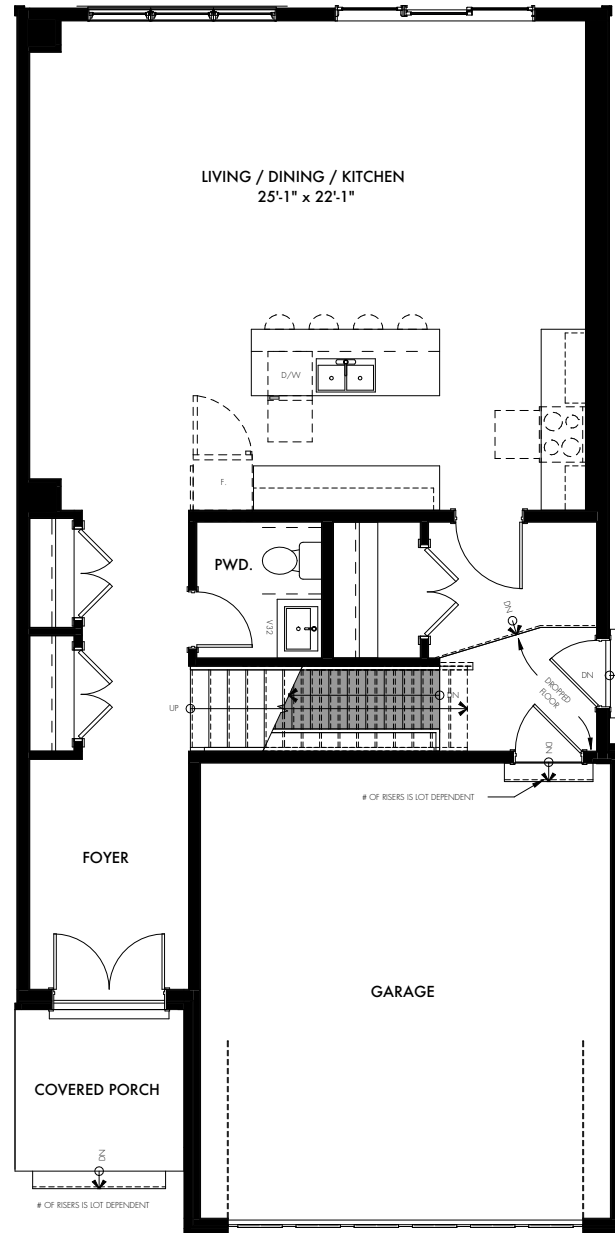 LIVING / DINING / KITCHEN
25'-1" x 22'-1"
D/W
F.
PWD.
V32
DN
DN
UP
DN
DROPPED
FLOOR
DN
# OF RISERS IS LOT DEPENDENT
FOYER
GARAGE
COVERED PORCH
DN
# OF RISERS IS LOT DEPENDENT